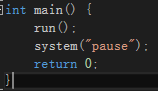 int main() {
    run();
    system("pause");
    return 0;
}